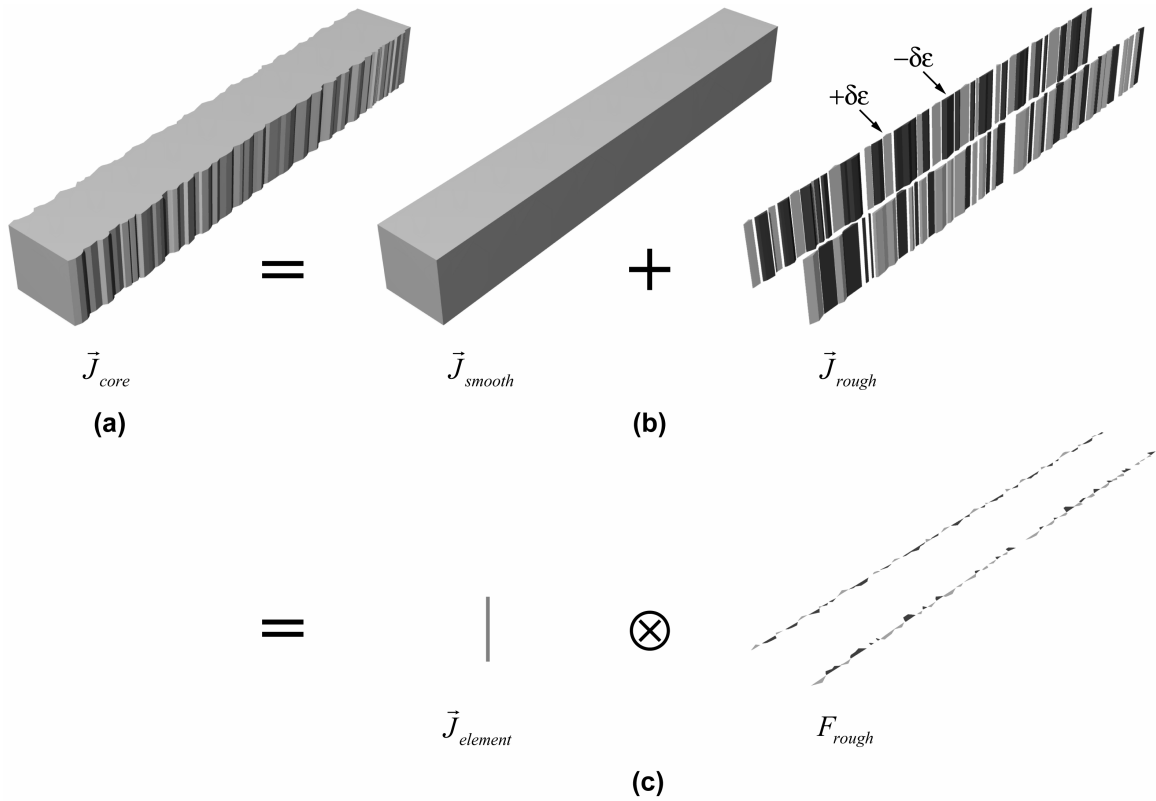 −δε
+δε
=
+
J⃗core
J⃗smooth
J⃗rough
(a)
(b)
=
⊗
J⃗element
Frough
(c)